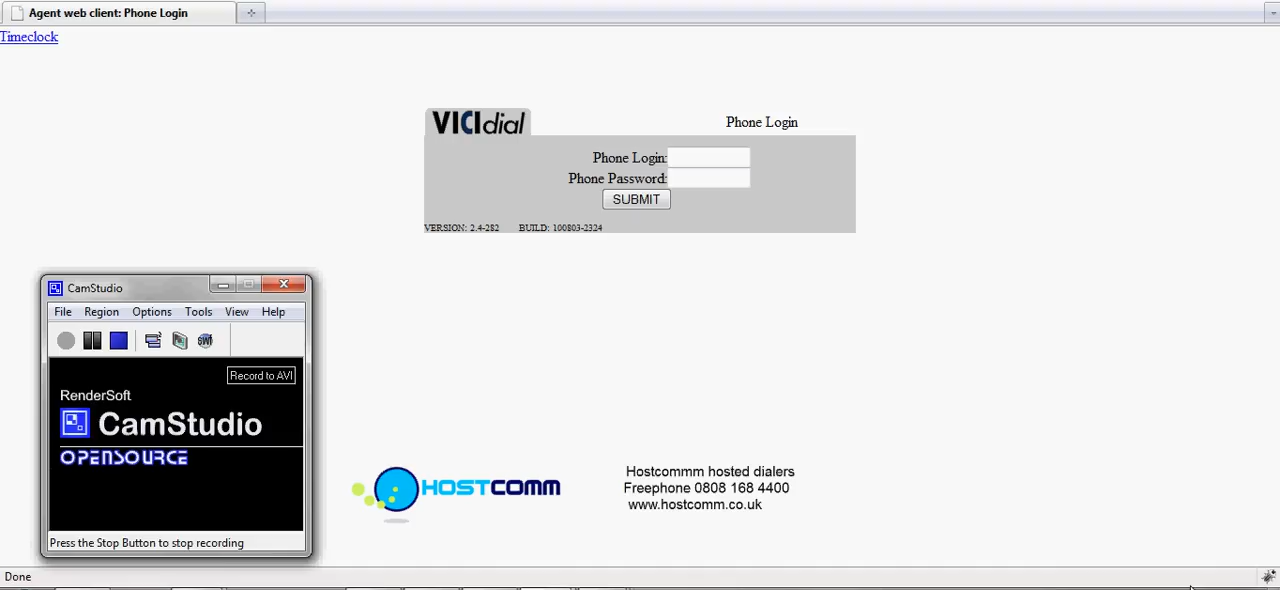 Agent web client: Phone Login
Timeclock
VICIdial
Phone Login
Phone Login:
Phone Password:
SUBMIT
VERSION: 2.4-282 BUILD: 100803-2324
CamStudio
File Region Options Tools View Help
Record to AVI
RenderSoft
CamStudio
OPENSOURCE
Press the Stop Button to stop recording
HOSTCOMM
Hostcommm hosted dialers
Freephone 0808 168 4400
www.hostcomm.co.uk
Done